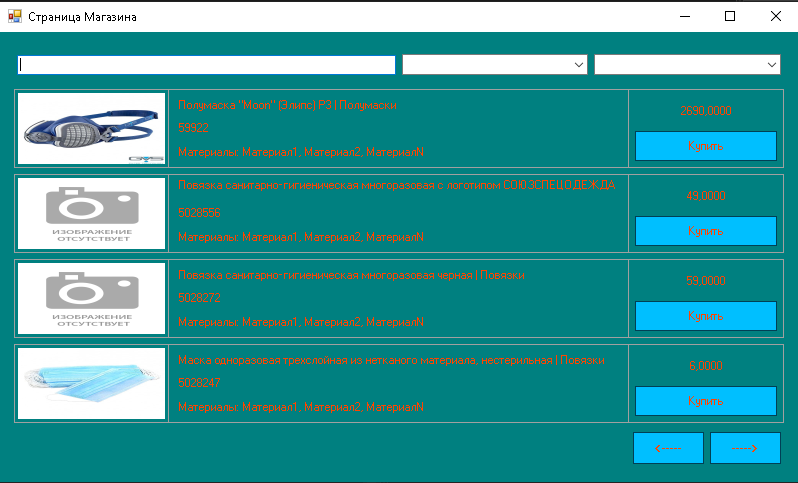 Страница Магазина
Полумаска "Moon" (Элипс) P3 | Полумаски
59922
Материалы: Материал1, Материал2, МатериалN
2690,0000
Купить
ИЗОБРАЖЕНИЕ
ОТСУТСТВУЕТ
Повязка санитарно-гигиеническая многоразовая с логотипом СОЮЗСПЕЦОДЕЖДА
5028556
Материалы: Материал1, Материал2, МатериалN
49,0000
Купить
ИЗОБРАЖЕНИЕ
ОТСУТСТВУЕТ
Повязка санитарно-гигиеническая многоразовая черная | Повязки
5028272
Материалы: Материал1, Материал2, МатериалN
59,0000
Купить
Маска одноразовая трехслойная из нетканого материала, нестерильная | Повязки
5028247
Материалы: Материал1, Материал2, МатериалN
6,0000
Купить
<----- ----->